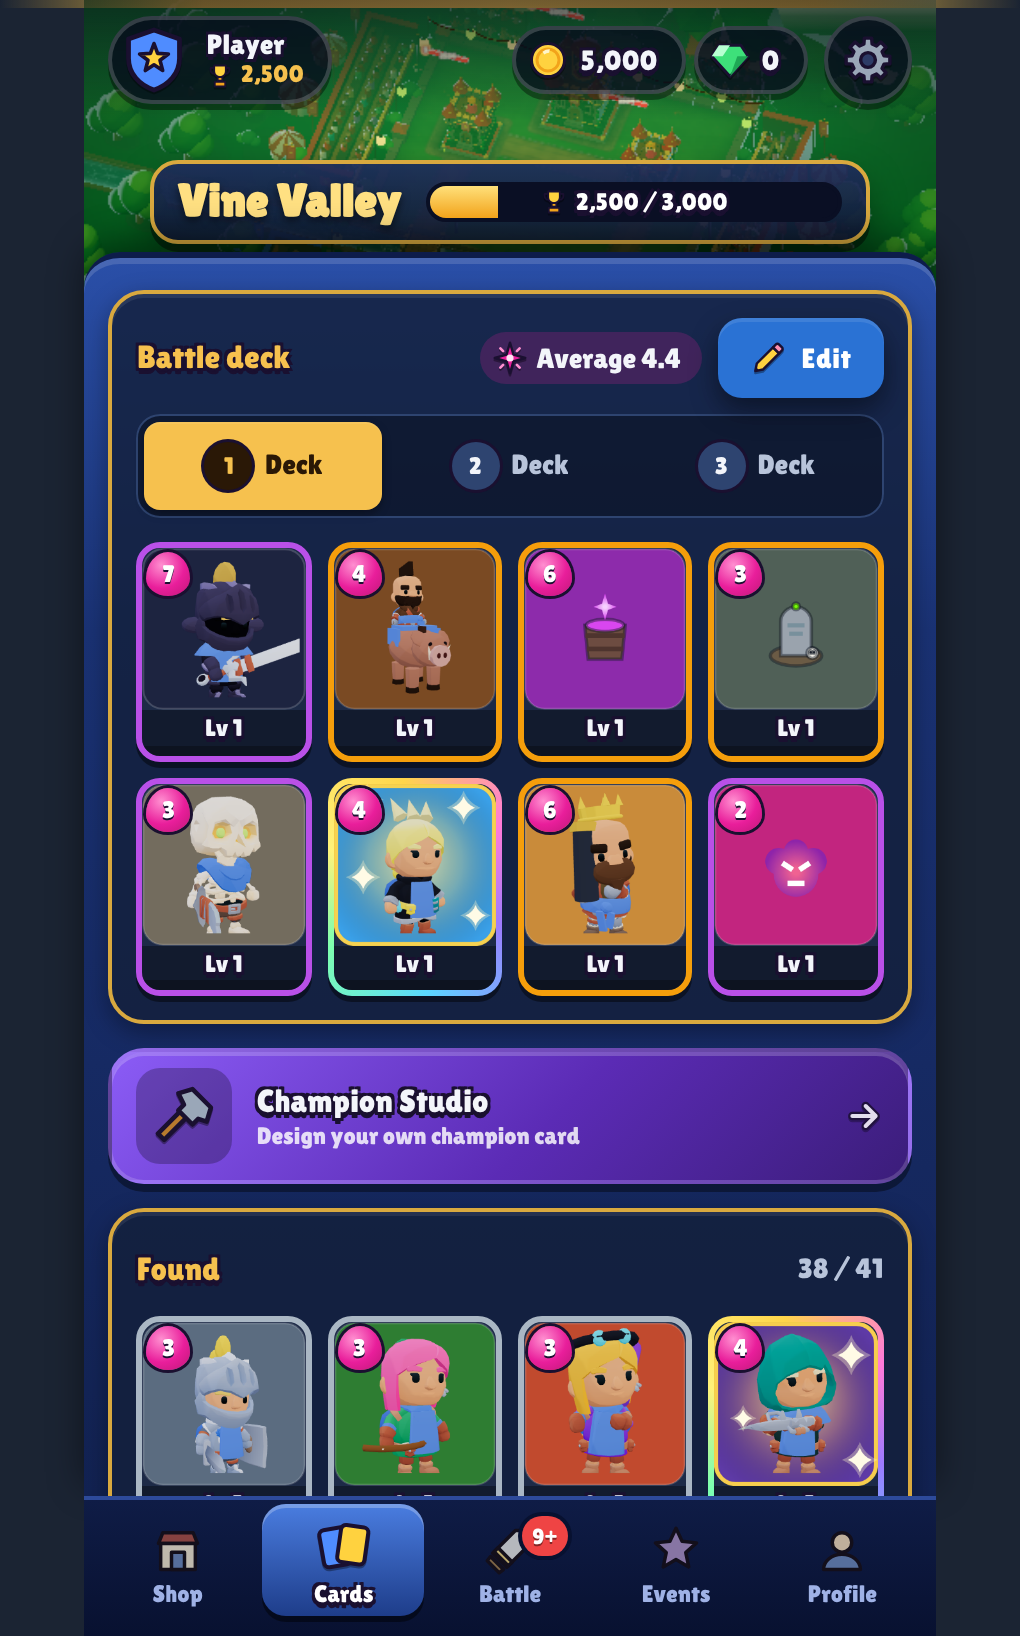 Player
2,500
5,000
0
Vine Valley
2,500 / 3,000
Battle deck
Average 4.4
Edit
1 Deck
2 Deck
3 Deck
7
4
6
3
Lv 1
Lv 1
Lv 1
Lv 1
3
4
6
2
Lv 1
Lv 1
Lv 1
Lv 1
Champion Studio
Design your own champion card
Found
38 / 41
3
3
3
4
9+
Shop
Cards
Battle
Events
Profile